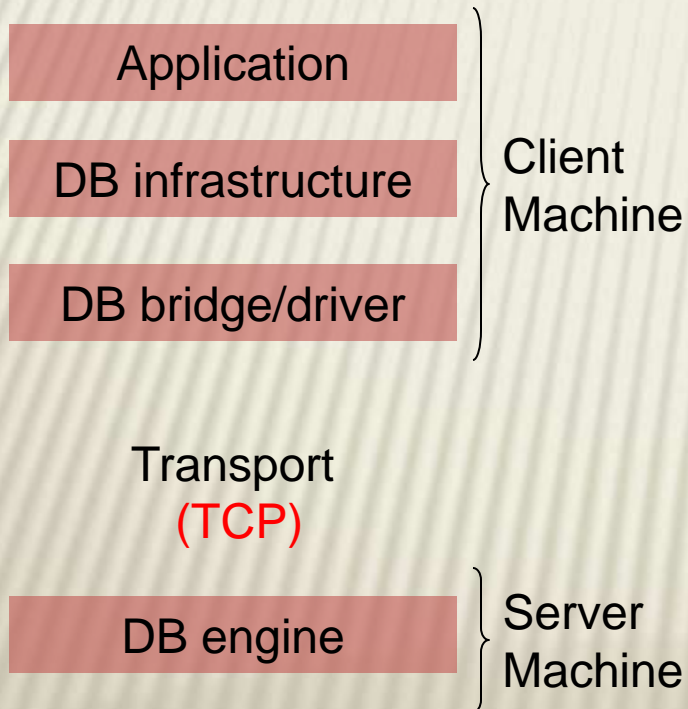 Application
DB infrastructure
DB bridge/driver
Client
Machine
Transport
(TCP)
DB engine
Server
Machine